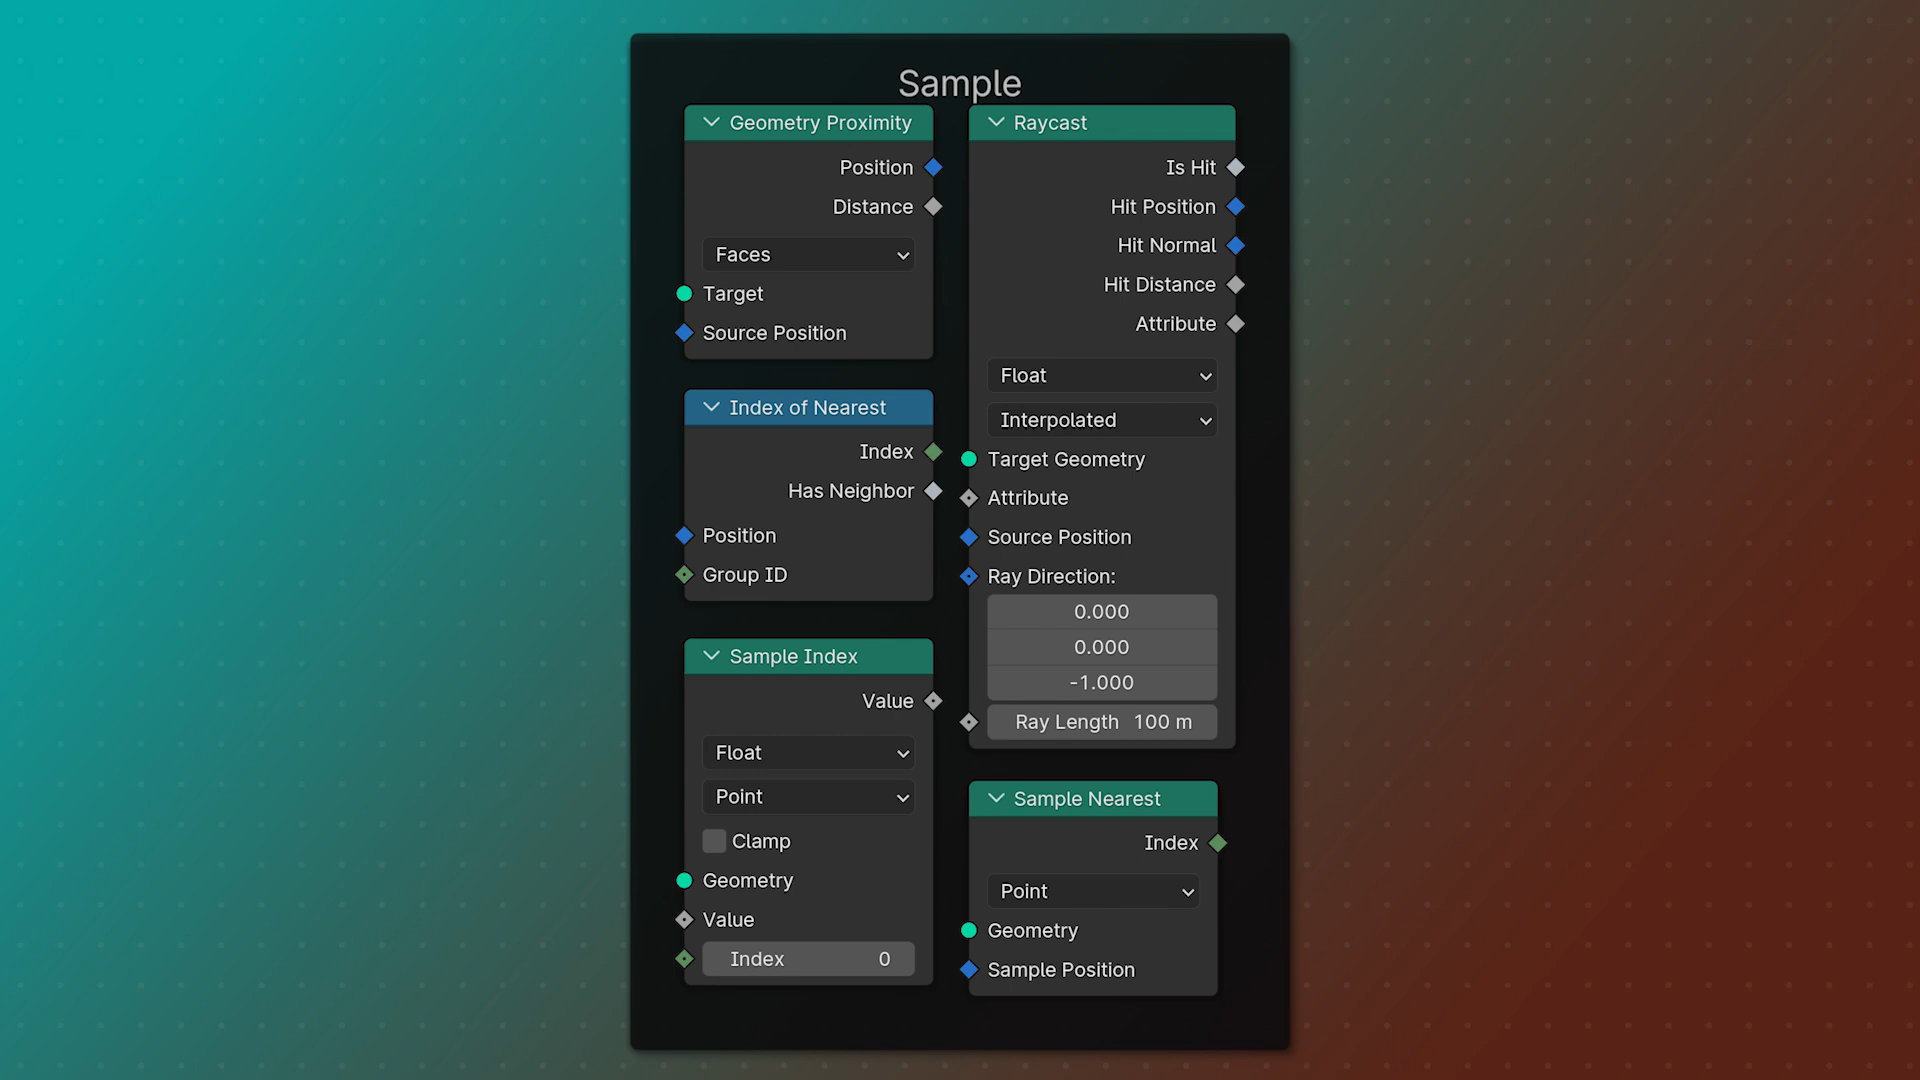 Sample
Geometry Proximity
Position
Distance
Faces
Target
Source Position
Index of Nearest
Index
Has Neighbor
Position
Group ID
Sample Index
Value
Float
Point
Clamp
Geometry
Value
Index 0
Raycast
Is Hit
Hit Position
Hit Normal
Hit Distance
Attribute
Float
Interpolated
Target Geometry
Attribute
Source Position
Ray Direction:
0.000
0.000
-1.000
Ray Length 100 m
Sample Nearest
Index
Point
Geometry
Sample Position